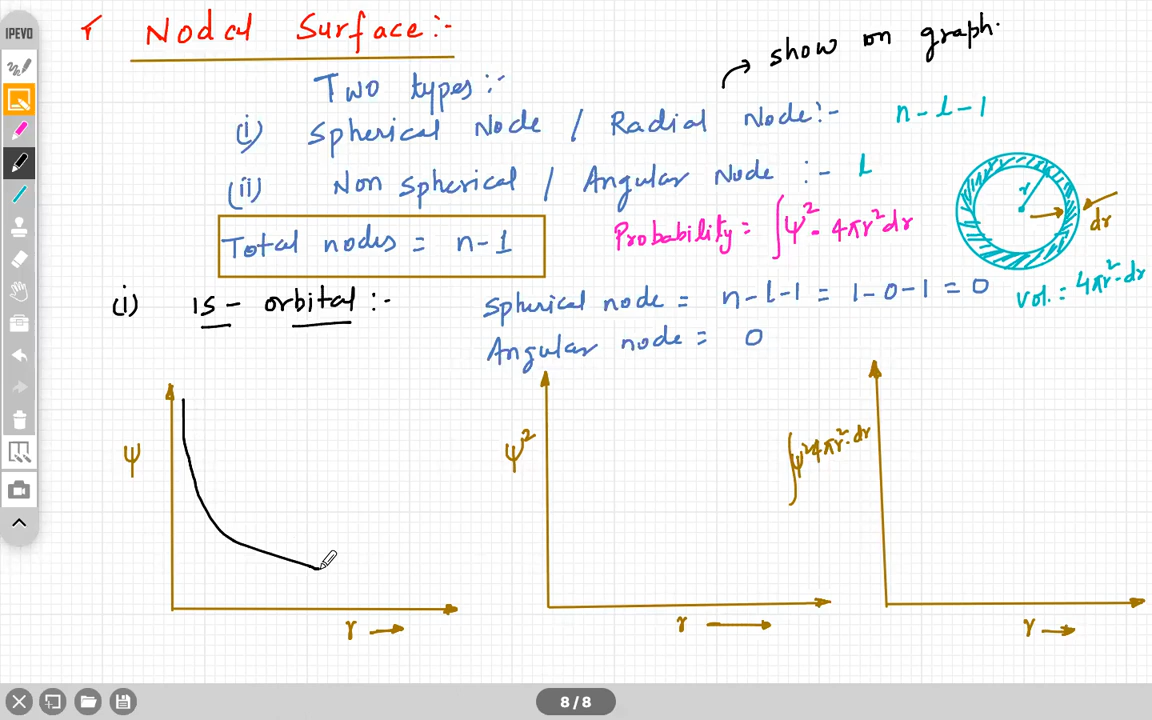 IPEVO
Nodal Surface:-
show on graph.
Two types:-
(i) Spherical Node / Radial Node:- n-l-1
(ii) Non Spherical / Angular Node :- l
Total nodes = n-1
Probability = ∫ψ². 4πr²dr
r
dr
vol. = 4πr².dr
(i) 1s - orbital :-
Spherical node = n-l-1 = 1-0-1 = 0
Angular node = 0
ψ
r →
ψ²
r →
∫ψ²4πr².dr
r →
8/8